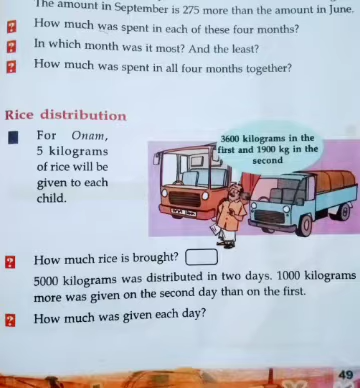 The amount in September is 275 more than the amount in June.
How much was spent in each of these four months?
In which month was it most? And the least?
How much was spent in all four months together?
Rice distribution
For Onam,
5 kilograms
of rice will be
given to each
child.
3600 kilograms in the
first and 1900 kg in the
second
How much rice is brought?
5000 kilograms was distributed in two days. 1000 kilograms
more was given on the second day than on the first.
How much was given each day?
49